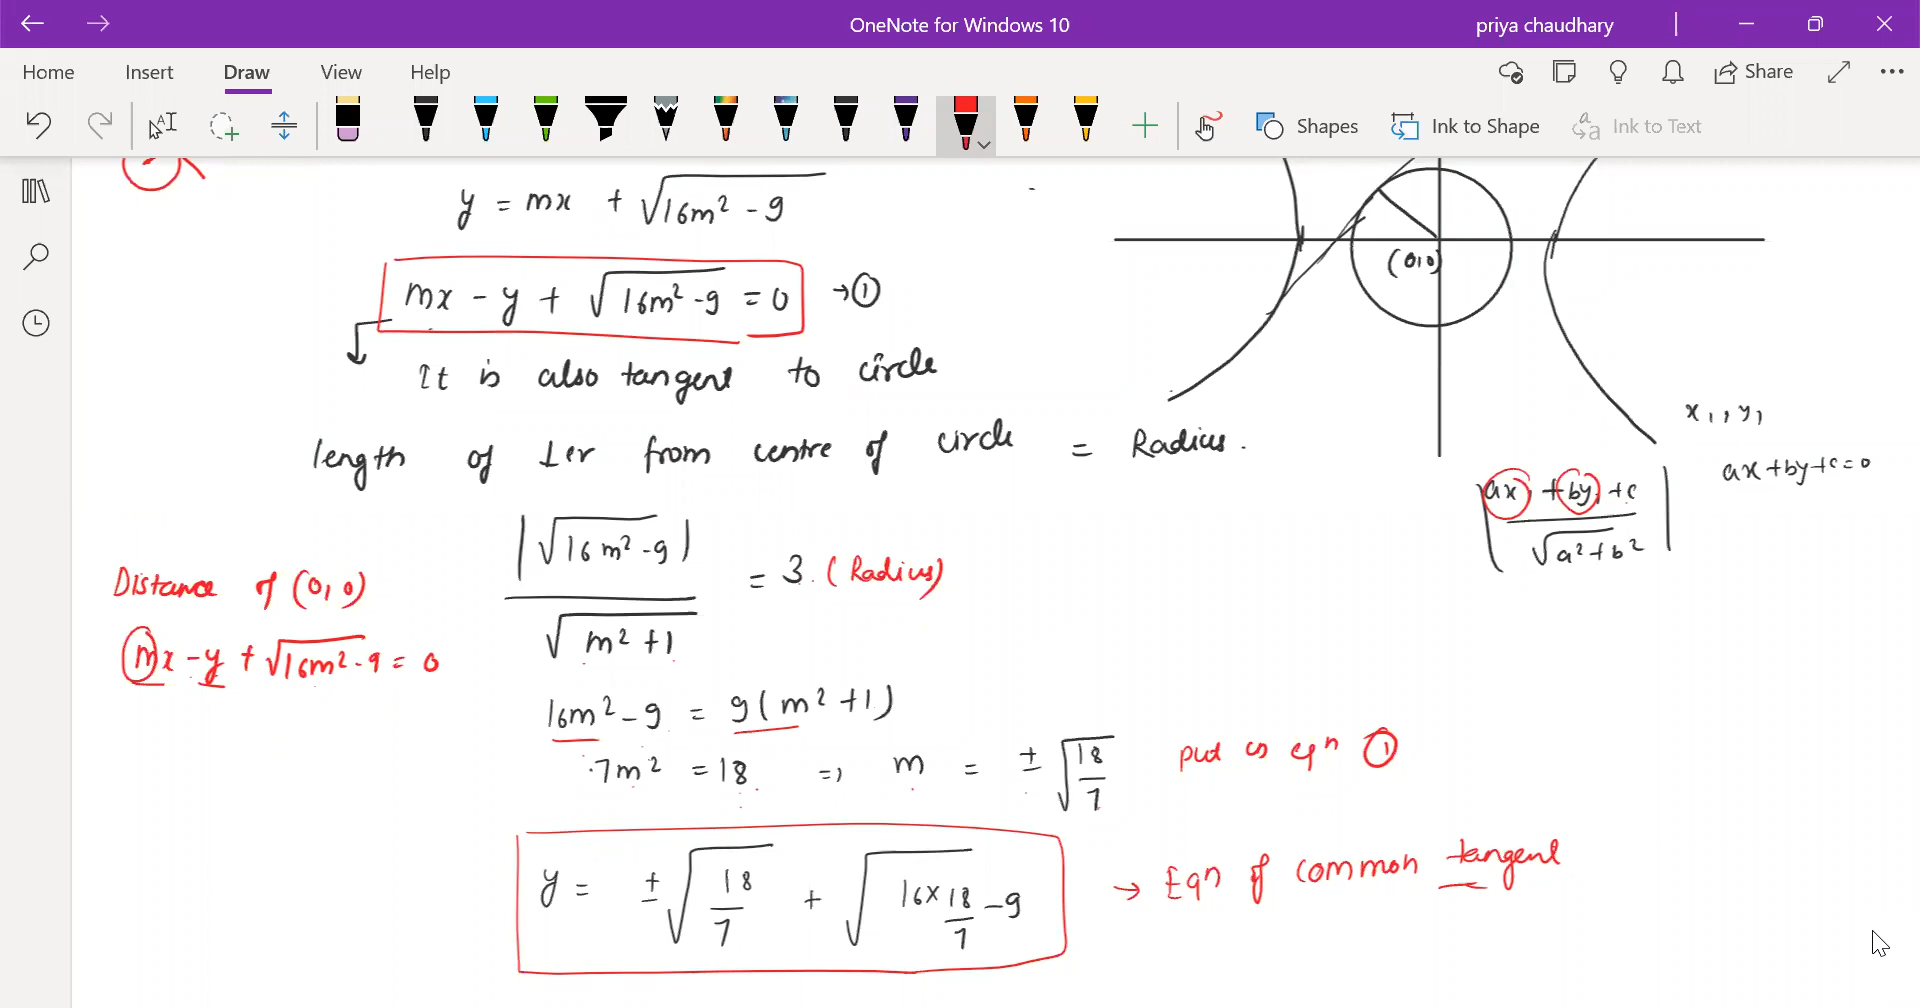 OneNote for Windows 10
priya chaudhary
Home Insert Draw View Help
Share
Shapes Ink to Shape Ink to Text
y = mx + √(16m² - 9)
mx - y + √(16m² - 9) = 0 → ①
It is also tangent to circle
length of ⊥er from centre of circle = Radius.
(0,0)
x₁, y₁
ax+by+c=0
|ax₁ + by₁ + c / √(a²+b²)|
|√(16m² - 9)| / √(m² + 1) = 3. (Radius)
Distance of (0, 0)
mx - y + √(16m² - 9) = 0
16m² - 9 = 9(m² + 1)
7m² = 18 ⇒ m = ± √(18/7) put in eqn ①
y = ± √(18/7) + √(16 × 18/7 - 9) → Eqn of common tangent